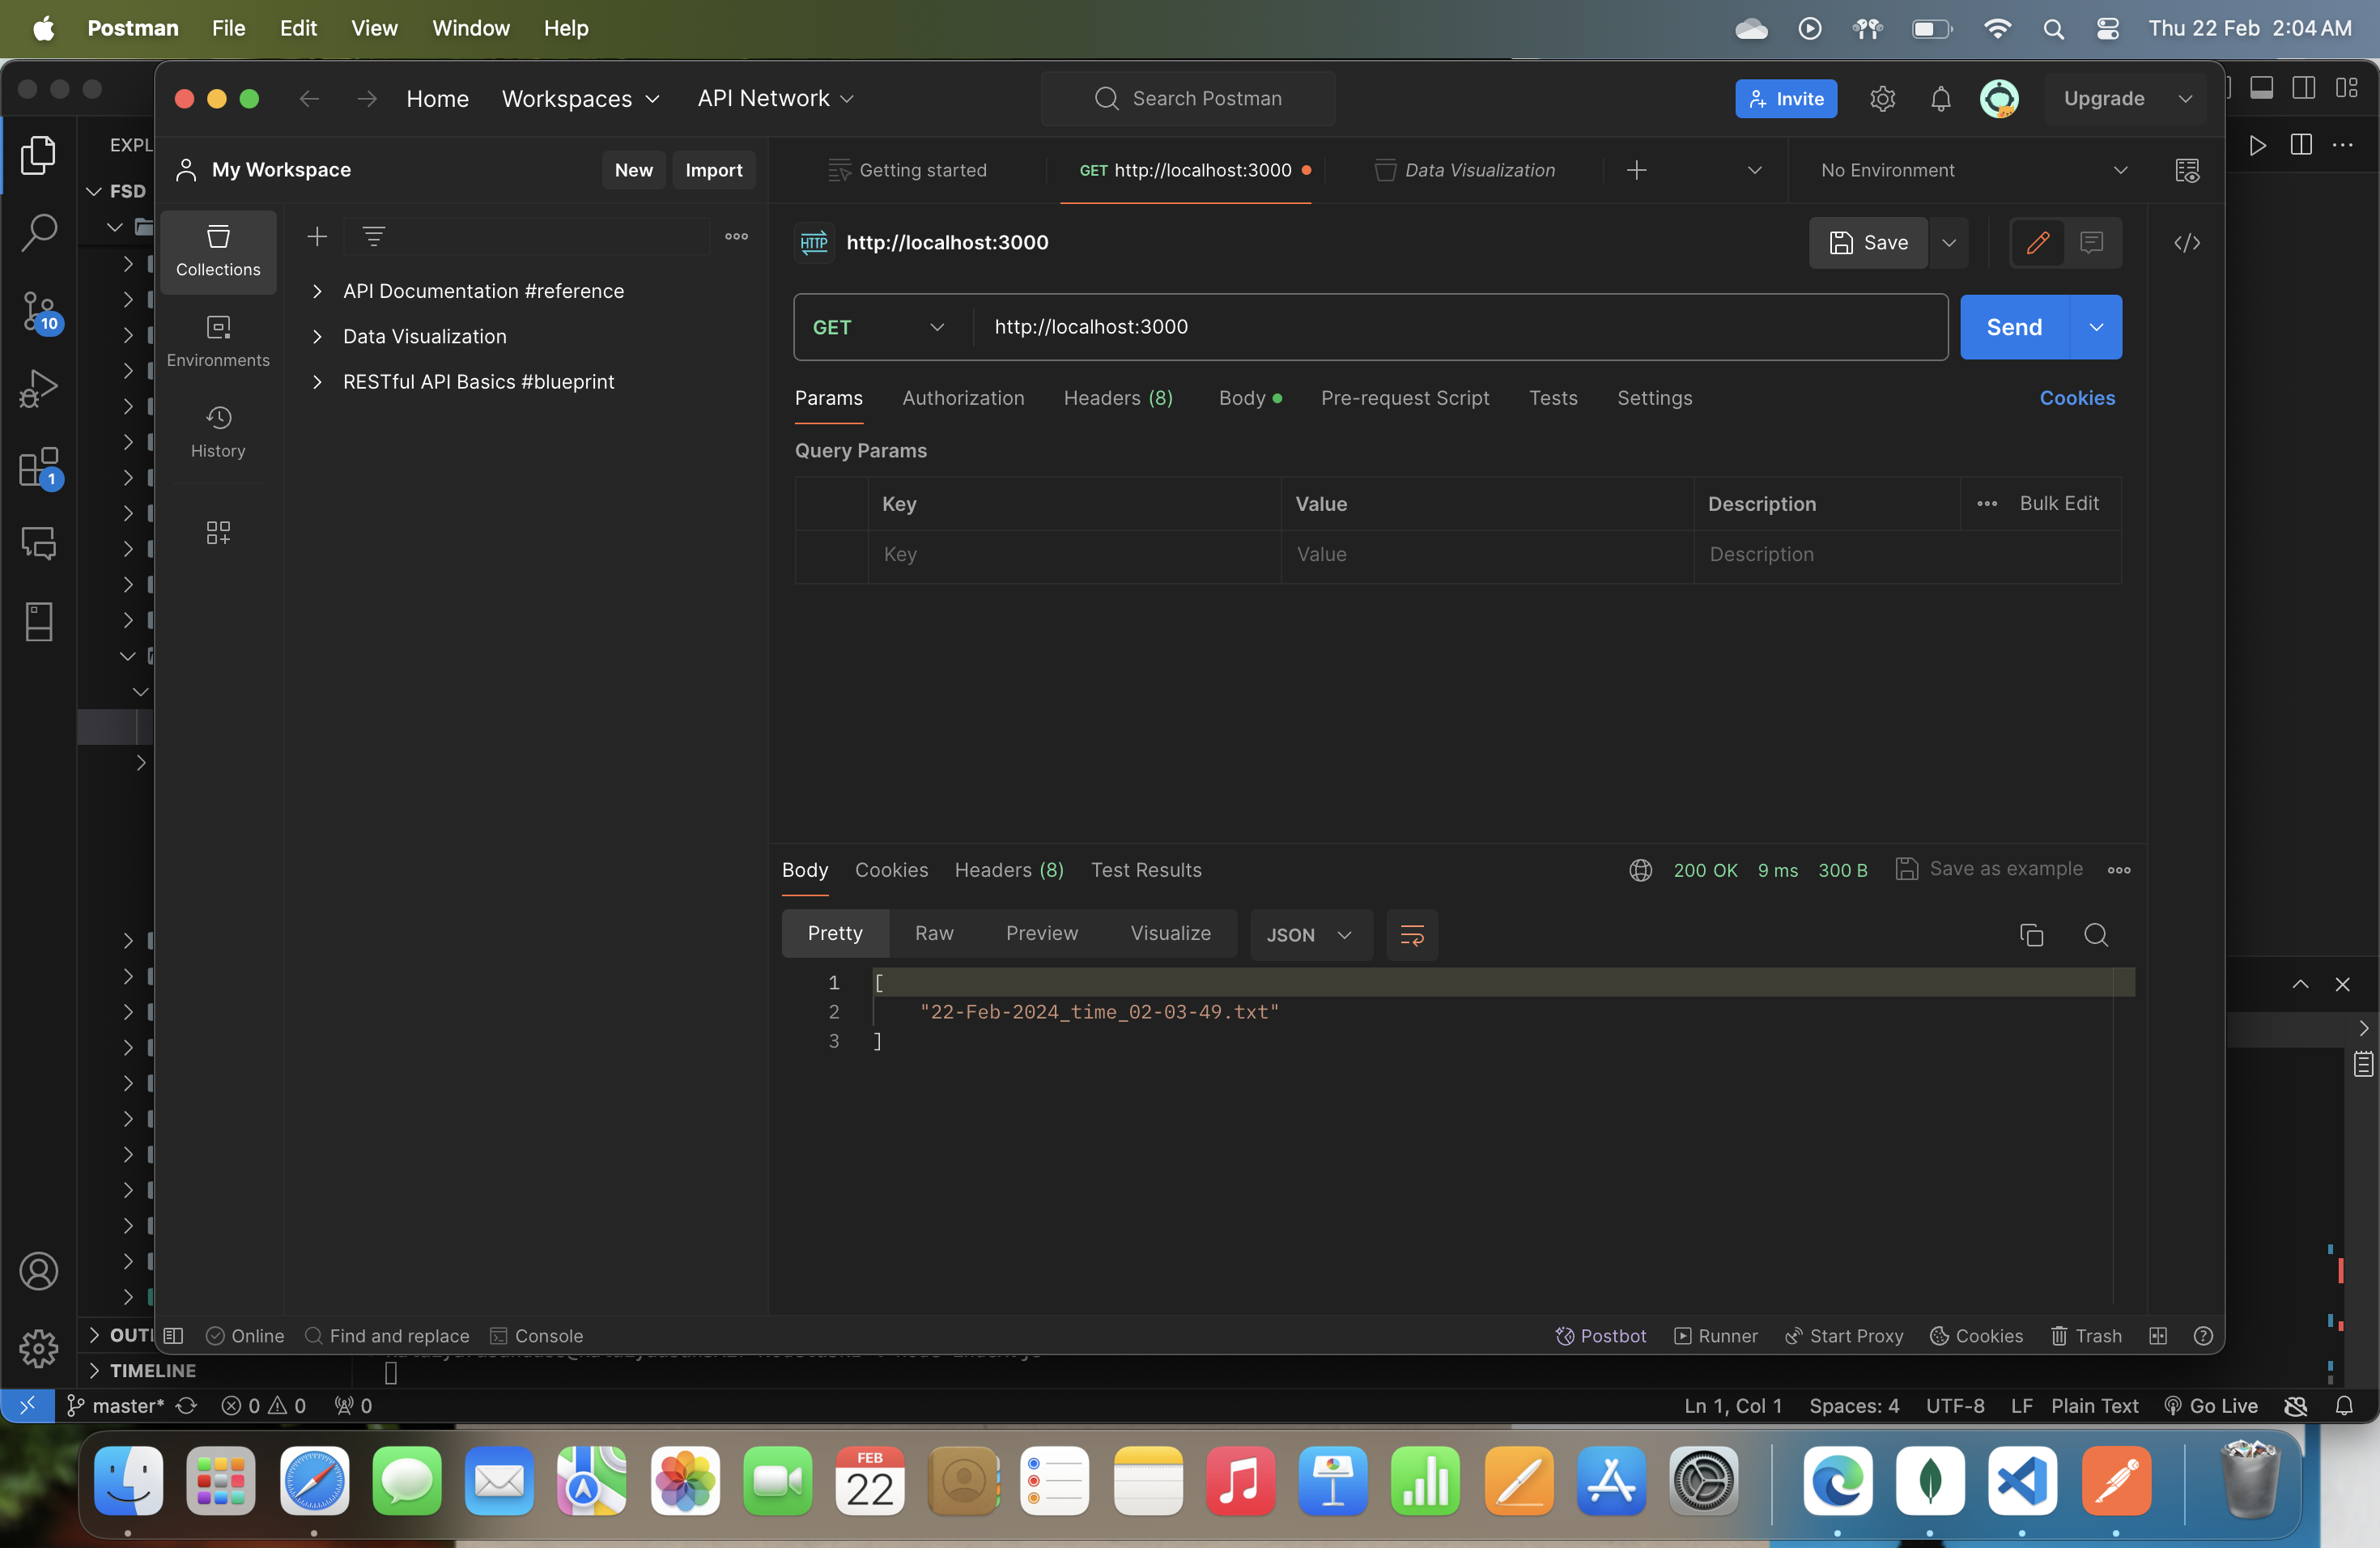 Postman File Edit View Window Help Thu 22 Feb 2:04 AM
Home Workspaces API Network Search Postman Invite Upgrade
EXPL
My Workspace New Import Getting started GET http://localhost:3000 Data Visualization No Environment
FSD
Collections
HTTP http://localhost:3000 Save
API Documentation #reference
GET http://localhost:3000 Send
10
Environments
Data Visualization
RESTful API Basics #blueprint
Params Authorization Headers (8) Body Pre-request Script Tests Settings Cookies
History
Query Params
1
Key Value Description Bulk Edit
Key Value Description
Body Cookies Headers (8) Test Results 200 OK 9 ms 300 B Save as example
Pretty Raw Preview Visualize JSON
1 [
2 "22-Feb-2024_time_02-03-49.txt"
3 ]
OUTL Online Find and replace Console Postbot Runner Start Proxy Cookies Trash
TIMELINE
master* 0 0 0 Ln 1, Col 1 Spaces: 4 UTF-8 LF Plain Text Go Live
FEB
22